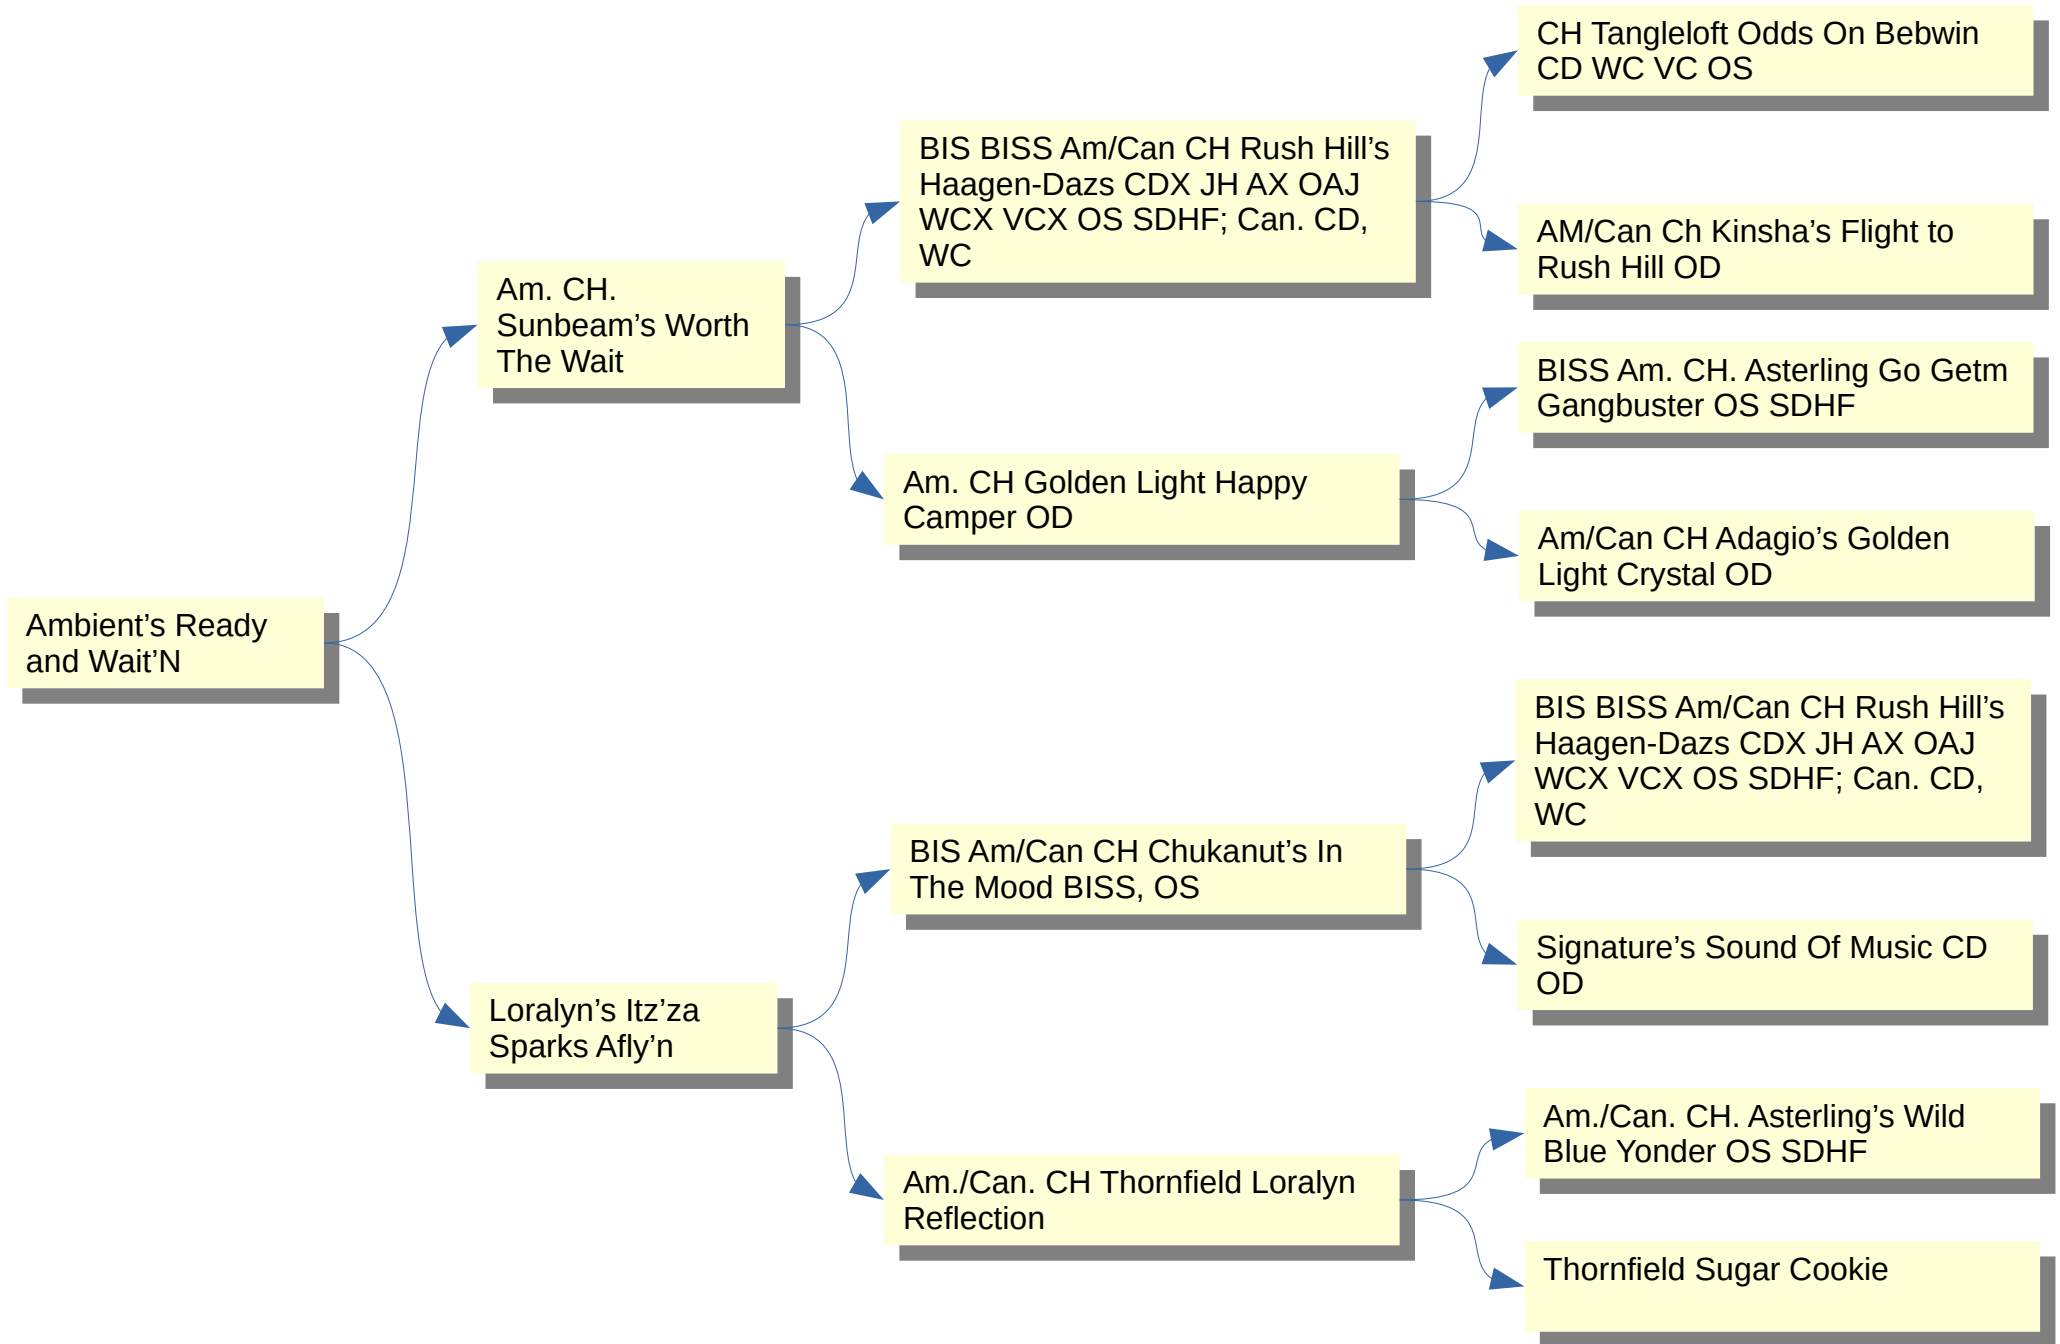 CH Tangleloft Odds On Bebwin
CD WC VC OS
BIS BISS Am/Can CH Rush Hill’s
Haagen-Dazs CDX JH AX OAJ
WCX VCX OS SDHF; Can. CD,
WC
AM/Can Ch Kinsha’s Flight to
Rush Hill OD
Am. CH.
Sunbeam’s Worth
The Wait
BISS Am. CH. Asterling Go Getm
Gangbuster OS SDHF
Am. CH Golden Light Happy
Camper OD
Am/Can CH Adagio’s Golden
Light Crystal OD
Ambient’s Ready
and Wait’N
BIS BISS Am/Can CH Rush Hill’s
Haagen-Dazs CDX JH AX OAJ
WCX VCX OS SDHF; Can. CD,
WC
BIS Am/Can CH Chukanut’s In
The Mood BISS, OS
Signature’s Sound Of Music CD
OD
Loralyn’s Itz’za
Sparks Afly’n
Am./Can. CH. Asterling’s Wild
Blue Yonder OS SDHF
Am./Can. CH Thornfield Loralyn
Reflection
Thornfield Sugar Cookie